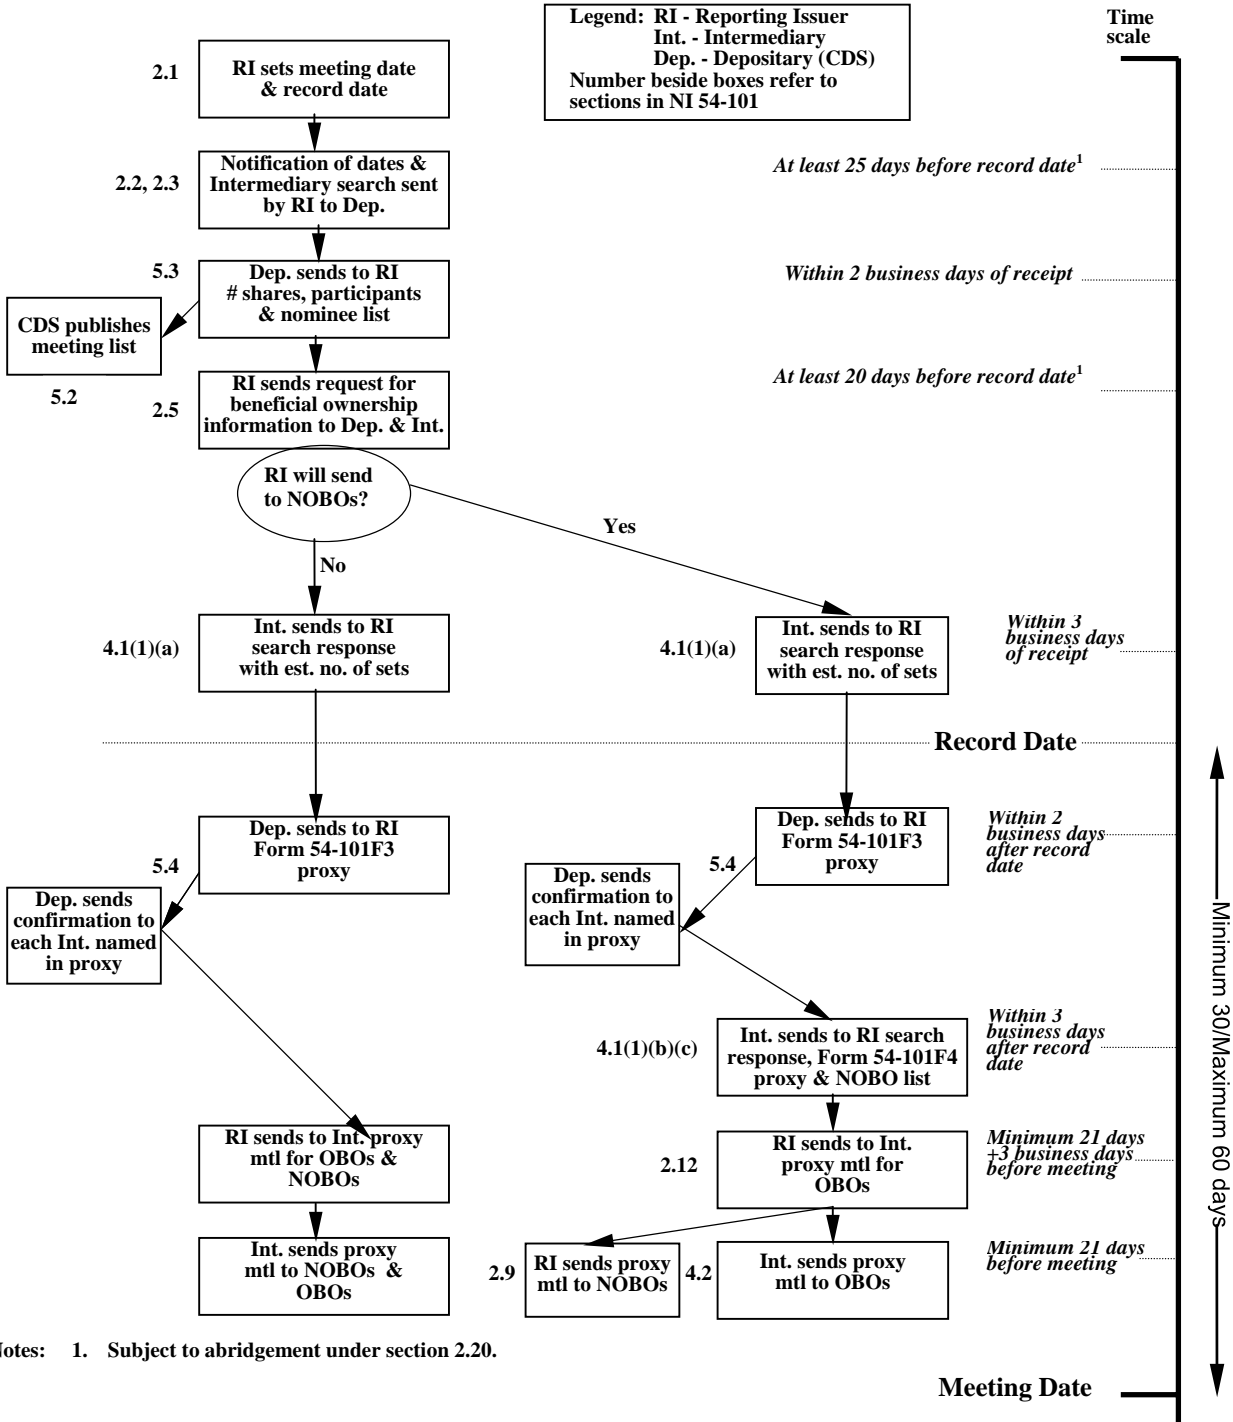 Legend: RI - Reporting Issuer
Int. - Intermediary
Dep. - Depositary (CDS)
Number beside boxes refer to
sections in NI 54-101
Time
scale
2.1
RI sets meeting date
& record date
2.2, 2.3
Notification of dates &
Intermediary search sent
by RI to Dep.
At least 25 days before record date1
5.3
Dep. sends to RI
# shares, participants
& nominee list
Within 2 business days of receipt
CDS publishes
meeting list
5.2
2.5
RI sends request for
beneficial ownership
information to Dep. & Int.
At least 20 days before record date1
RI will send
to NOBOs?
Yes
No
4.1(1)(a)
Int. sends to RI
search response
with est. no. of sets
4.1(1)(a)
Int. sends to RI
search response
with est. no. of sets
Within 3
business days
of receipt
Record Date
Dep. sends to RI
Form 54-101F3
proxy
5.4
Dep. sends
confirmation to
each Int. named
in proxy
Dep. sends to RI
Form 54-101F3
proxy
5.4
Dep. sends
confirmation to
each Int. named
in proxy
Within 2
business days
after record
date
4.1(1)(b)(c)
Int. sends to RI search
response, Form 54-101F4
proxy & NOBO list
Within 3
business days
after record
date
RI sends to Int. proxy
mtl for OBOs &
NOBOs
2.12
RI sends to Int.
proxy mtl for
OBOs
Minimum 21 days
+3 business days
before meeting
Int. sends proxy
mtl to NOBOs &
OBOs
2.9
RI sends proxy
mtl to NOBOs
4.2
Int. sends proxy
mtl to OBOs
Minimum 21 days
before meeting
Minimum 30/Maximum 60 days
Notes: 1. Subject to abridgement under section 2.20.
Meeting Date